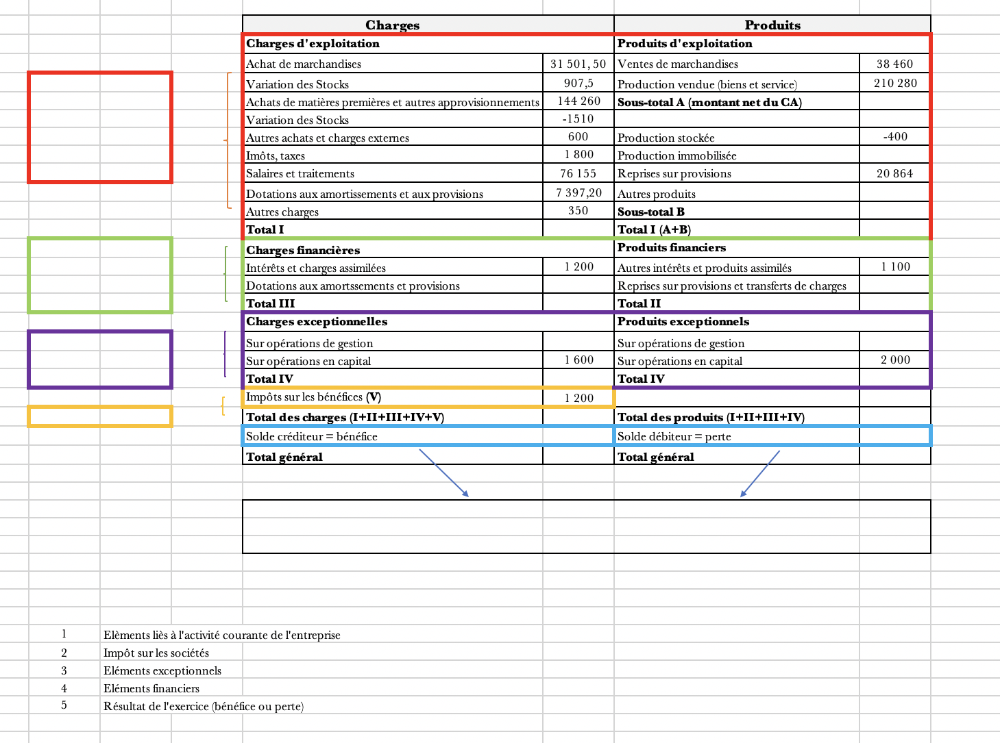 Charges Produits
Charges d'exploitation Produits d'exploitation
Achat de marchandises 31 501, 50 Ventes de marchandises 38 460
Variation des Stocks 907,5 Production vendue (biens et service) 210 280
Achats de matières premières et autres approvisionnements 144 260 Sous-total A (montant net du CA)
Variation des Stocks -1510
Autres achats et charges externes 600 Production stockée -400
Imôts, taxes 1 800 Production immobilisée
Salaires et traitements 76 155 Reprises sur provisions 20 864
Dotations aux amortissements et aux provisions 7 397,20 Autres produits
Autres charges 350 Sous-total B
Total I Total I (A+B)
Charges financières Produits financiers
Intérêts et charges assimilées 1 200 Autres intérêts et produits assimilés 1 100
Dotations aux amortssements et provisions Reprises sur provisions et transferts de charges
Total III Total II
Charges exceptionnelles Produits exceptionnels
Sur opérations de gestion Sur opérations de gestion
Sur opérations en capital 1 600 Sur opérations en capital 2 000
Total IV Total IV
Impôts sur les bénéfices (V) 1 200
Total des charges (I+II+III+IV+V) Total des produits (I+II+III+IV)
Solde créditeur = bénéfice Solde débiteur = perte
Total général Total général
1 Elèments liès à l'activité courante de l'entreprise
2 Impôt sur les sociétés
3 Eléments exceptionnels
4 Eléments financiers
5 Résultat de l'exercice (bénéfice ou perte)